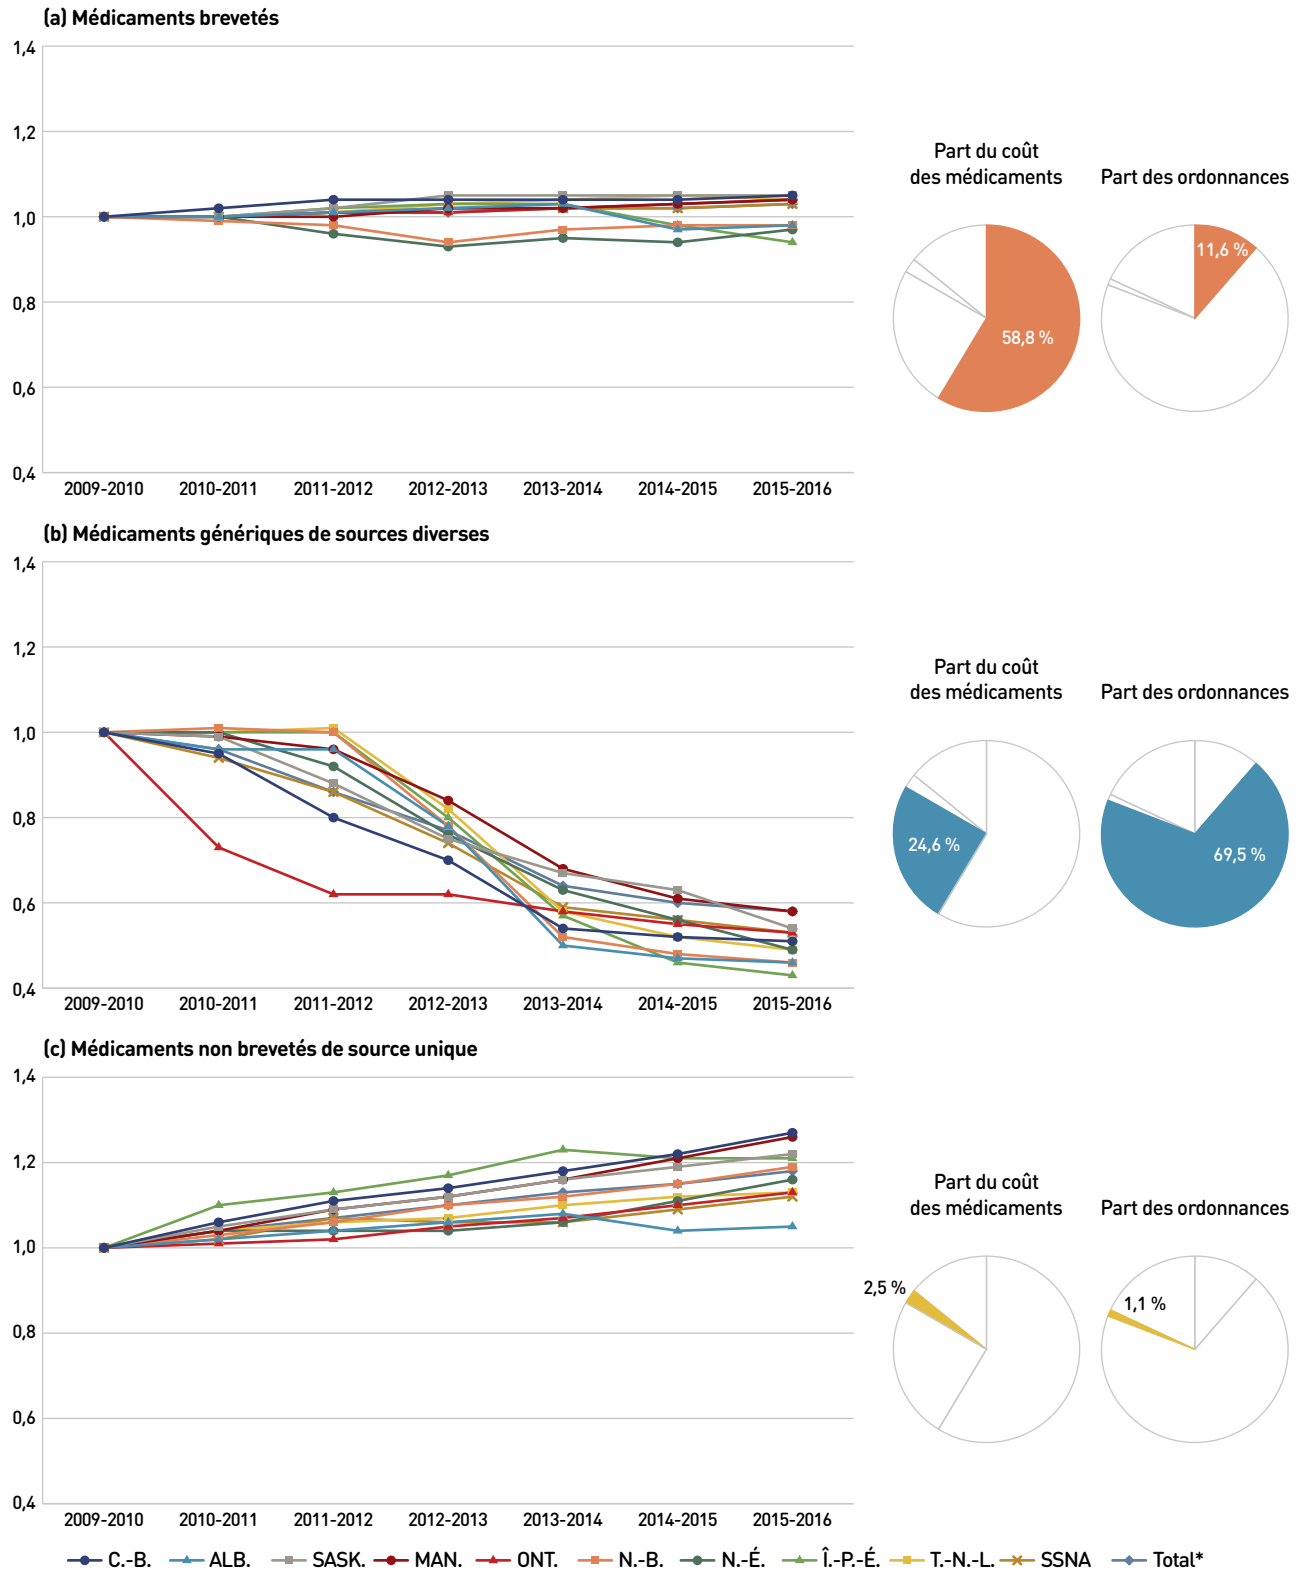 (a) Médicaments brevetés
1,4
1,2
1,0
0,8
0,6
0,4
2009-2010 2010-2011 2011-2012 2012-2013 2013-2014 2014-2015 2015-2016
Part du coût
des médicaments
58,8 %
Part des ordonnances
11,6 %
(b) Médicaments génériques de sources diverses
1,4
1,2
1,0
0,8
0,6
0,4
2009-2010 2010-2011 2011-2012 2012-2013 2013-2014 2014-2015 2015-2016
Part du coût
des médicaments
24,6 %
Part des ordonnances
69,5 %
(c) Médicaments non brevetés de source unique
1,4
1,2
1,0
0,8
0,6
0,4
2009-2010 2010-2011 2011-2012 2012-2013 2013-2014 2014-2015 2015-2016
Part du coût
des médicaments
2,5 %
Part des ordonnances
1,1 %
C.-B. ALB. SASK. MAN. ONT. N.-B. N.-É. Î.-P.-É. T.-N.-L. SSNA Total*